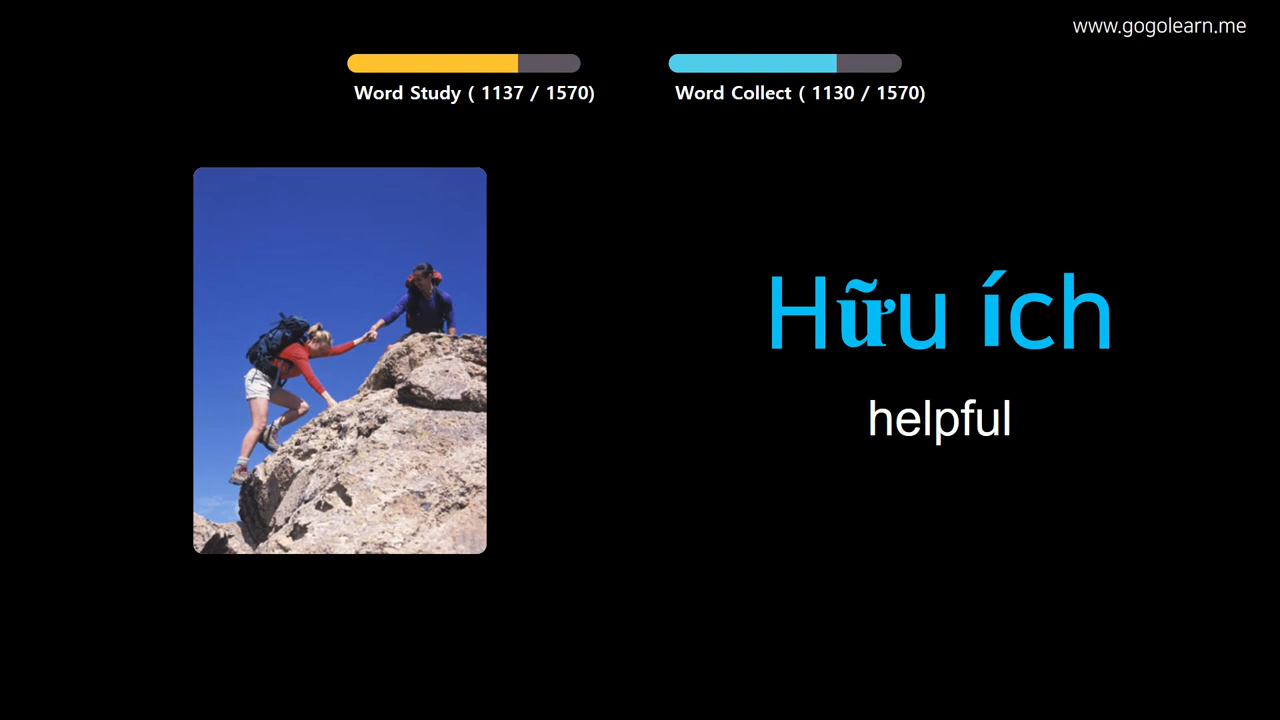 www.gogolearn.me
Word Study ( 1137 / 1570)
Word Collect ( 1130 / 1570)
Hữu ích
helpful